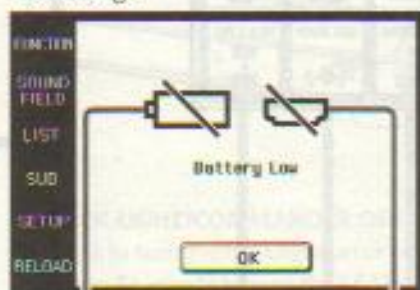 FUNCTION
SOUND
FIELD
LIST
SUB
SETUP
RELOAD
Battery Low
OK